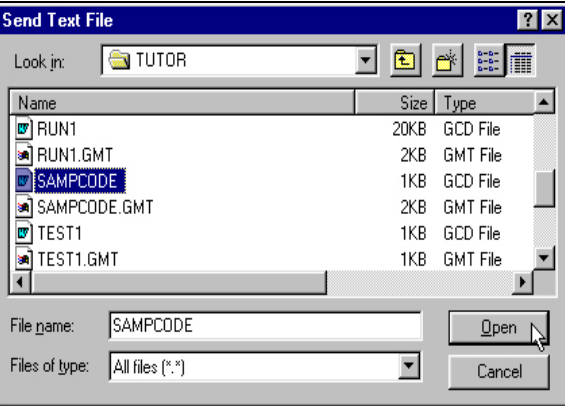 Send Text File
Look in: TUTOR
Name Size Type
RUN1 20KB GCD File
RUN1.GMT 2KB GMT File
SAMPCODE 1KB GCD File
SAMPCODE.GMT 2KB GMT File
TEST1 1KB GCD File
TEST1.GMT 1KB GMT File
File name: SAMPCODE Open
Files of type: All files (*.*) Cancel